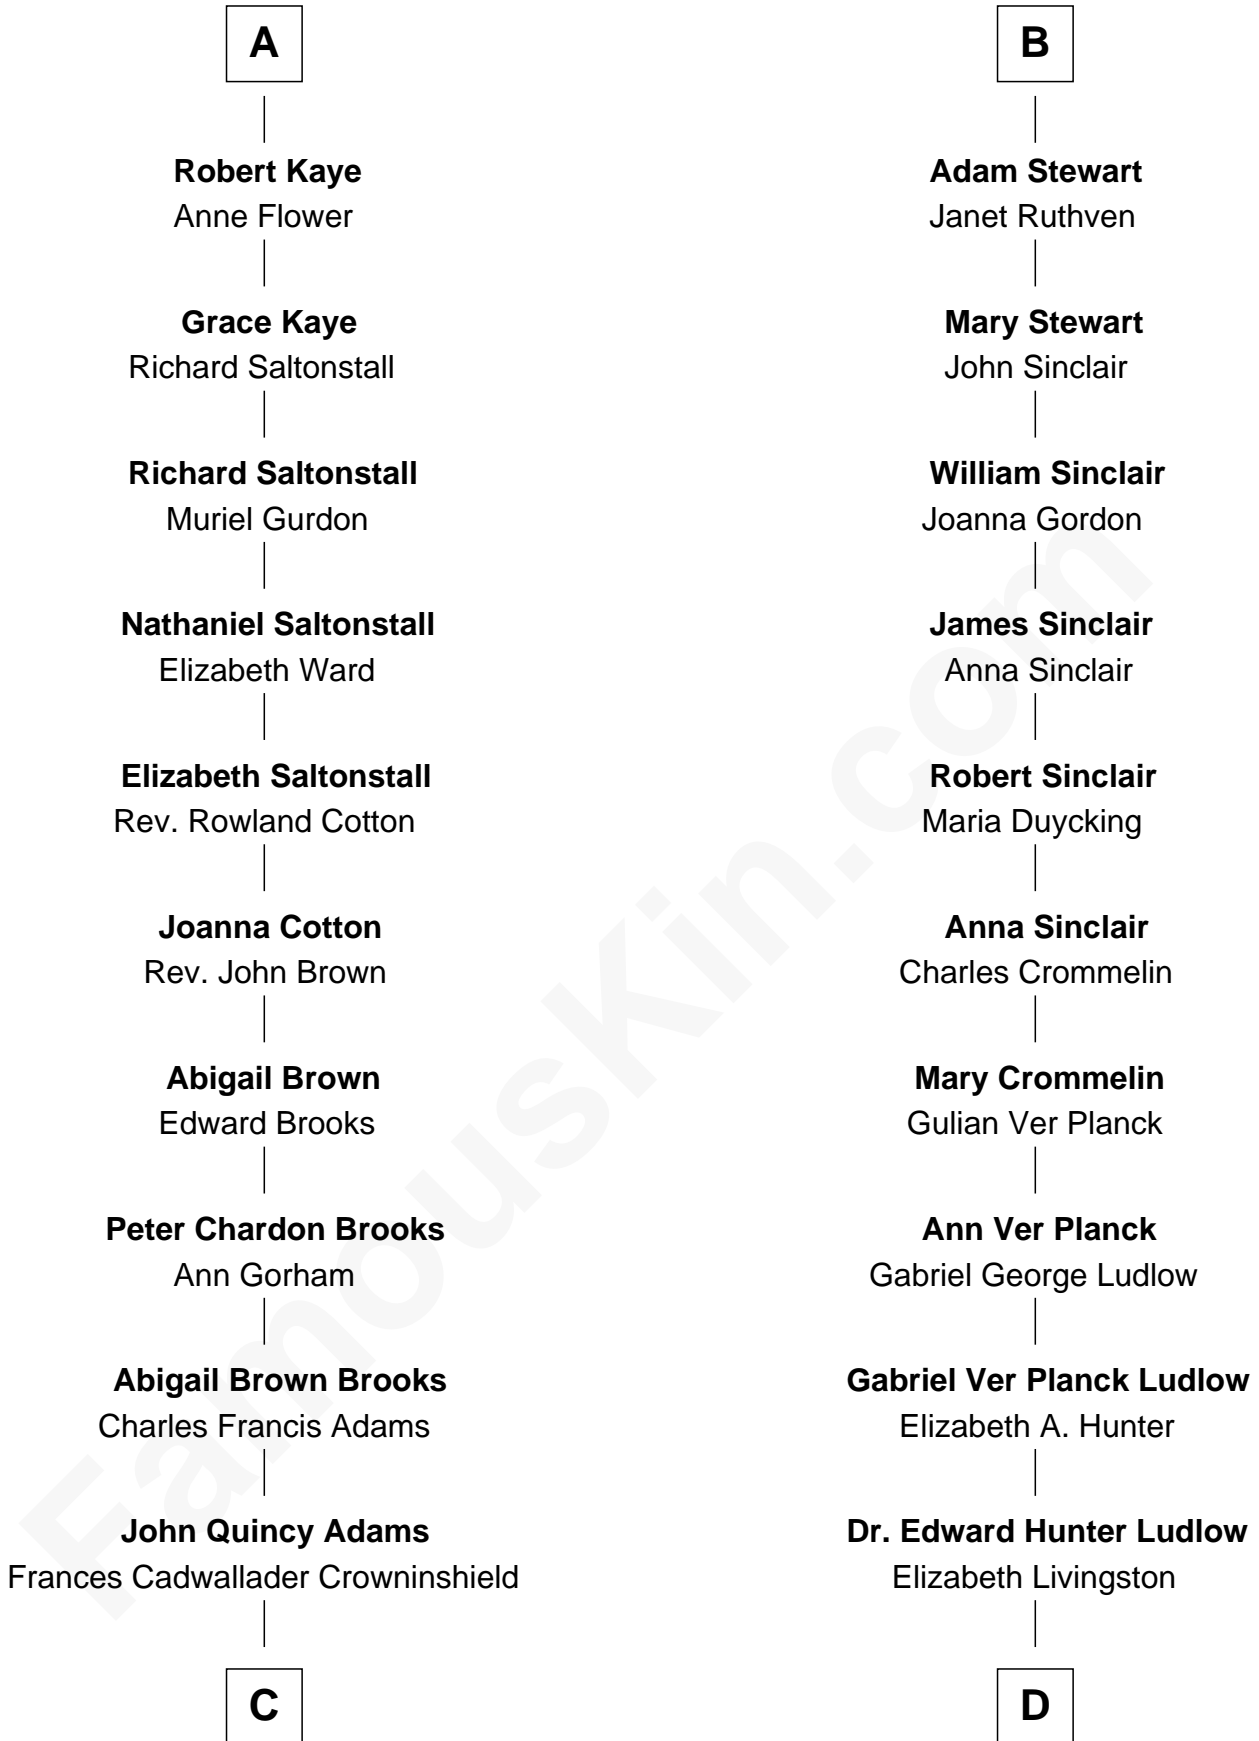 A
Robert Kaye
Anne Flower
Grace Kaye
Richard Saltonstall
Richard Saltonstall
Muriel Gurdon
Nathaniel Saltonstall
Elizabeth Ward
Elizabeth Saltonstall
Rev. Rowland Cotton
Joanna Cotton
Rev. John Brown
Abigail Brown
Edward Brooks
Peter Chardon Brooks
Ann Gorham
Abigail Brown Brooks
Charles Francis Adams
John Quincy Adams
Frances Cadwallader Crowninshield
C
B
Adam Stewart
Janet Ruthven
Mary Stewart
John Sinclair
William Sinclair
Joanna Gordon
James Sinclair
Anna Sinclair
Robert Sinclair
Maria Duycking
Anna Sinclair
Charles Crommelin
Mary Crommelin
Gulian Ver Planck
Ann Ver Planck
Gabriel George Ludlow
Gabriel Ver Planck Ludlow
Elizabeth A. Hunter
Dr. Edward Hunter Ludlow
Elizabeth Livingston
D
FamousKin.com